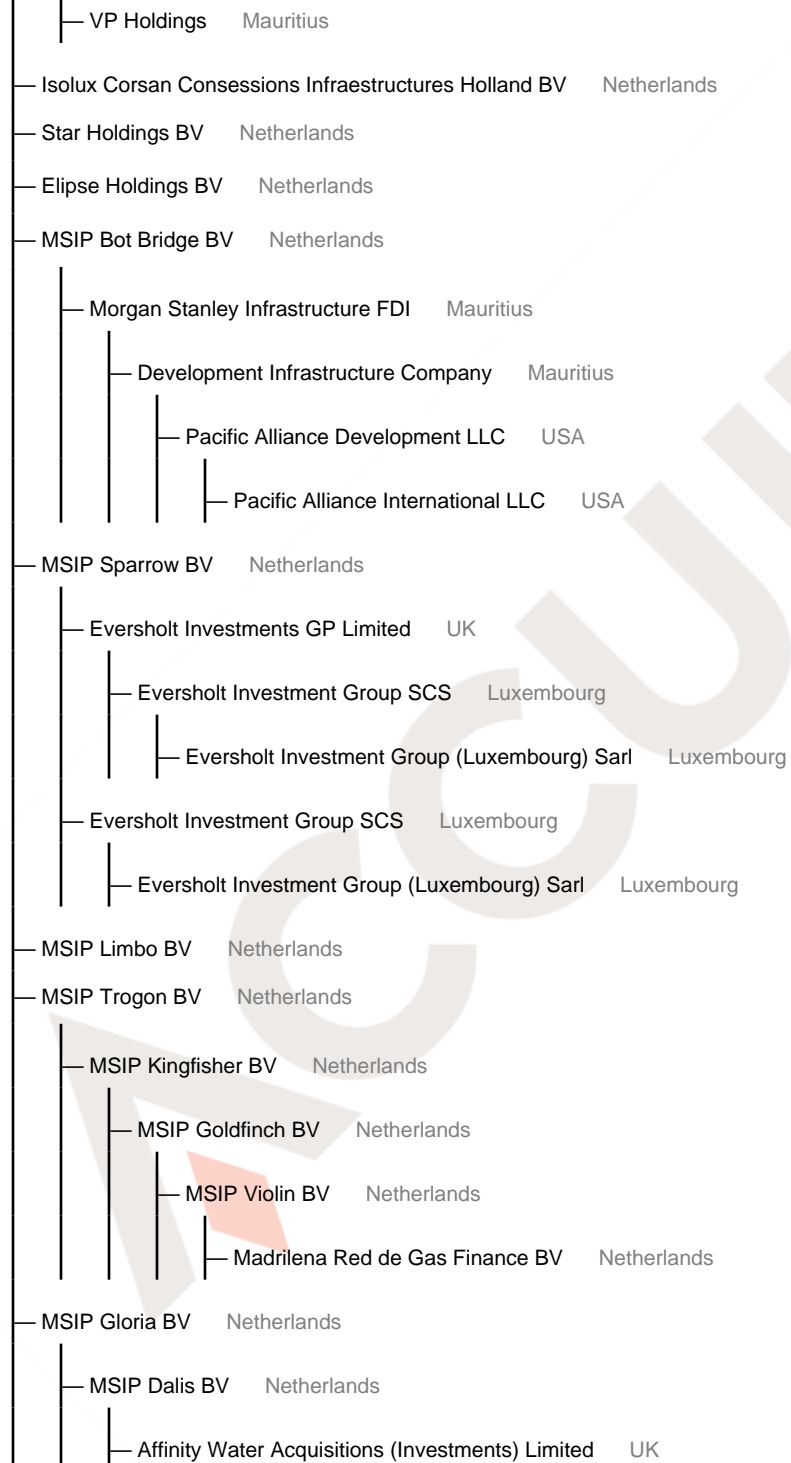 VP Holdings Mauritius
Isolux Corsan Consessions Infraestructures Holland BV Netherlands
Star Holdings BV Netherlands
Elipse Holdings BV Netherlands
MSIP Bot Bridge BV Netherlands
Morgan Stanley Infrastructure FDI Mauritius
Development Infrastructure Company Mauritius
Pacific Alliance Development LLC USA
Pacific Alliance International LLC USA
MSIP Sparrow BV Netherlands
Eversholt Investments GP Limited UK
Eversholt Investment Group SCS Luxembourg
Eversholt Investment Group (Luxembourg) Sarl Luxembourg
Eversholt Investment Group SCS Luxembourg
Eversholt Investment Group (Luxembourg) Sarl Luxembourg
MSIP Limbo BV Netherlands
MSIP Trogon BV Netherlands
MSIP Kingfisher BV Netherlands
MSIP Goldfinch BV Netherlands
MSIP Violin BV Netherlands
Madrilena Red de Gas Finance BV Netherlands
MSIP Gloria BV Netherlands
MSIP Dalis BV Netherlands
Affinity Water Acquisitions (Investments) Limited UK